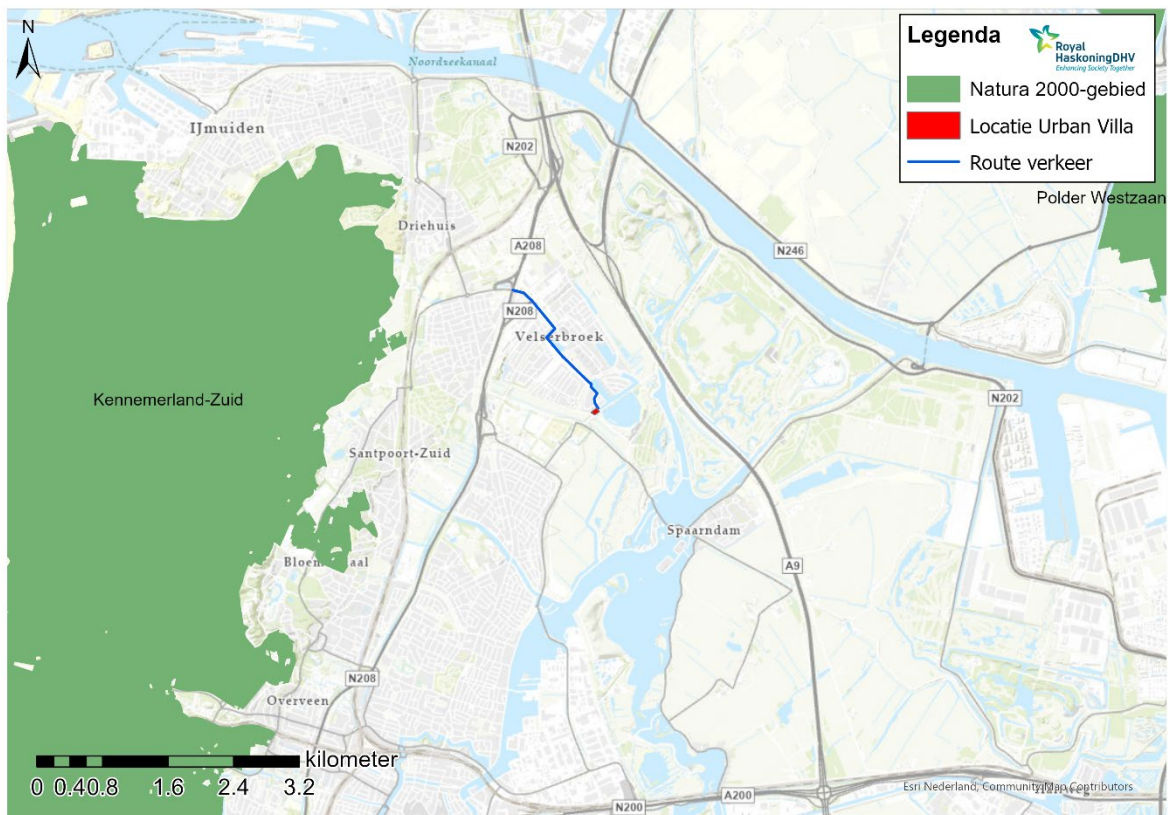 N
Legenda
Royal
HaskoningDHV
Enhancing Society Together
Natura 2000-gebied
Locatie Urban Villa
Route verkeer
Noordzeekanaal
IJmuiden
N202
Polder Westzaan
Driehuis
A208
N246
N208
Velserbroek
Kennemerland-Zuid
N202
Santpoort-Zuid
Spaarndam
A9
N208
Overveen
kilometer
0 0.40.8 1.6 2.4 3.2
Esri Nederland, Community Map Contributors
N200
A200